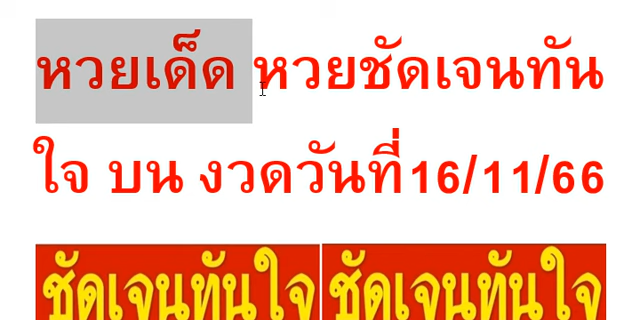 หวยเด็ด หวยชัดเจนทัน
ใจ บน งวดวันที่16/11/66
ชัดเจนทันใจ ชัดเจนทันใจ